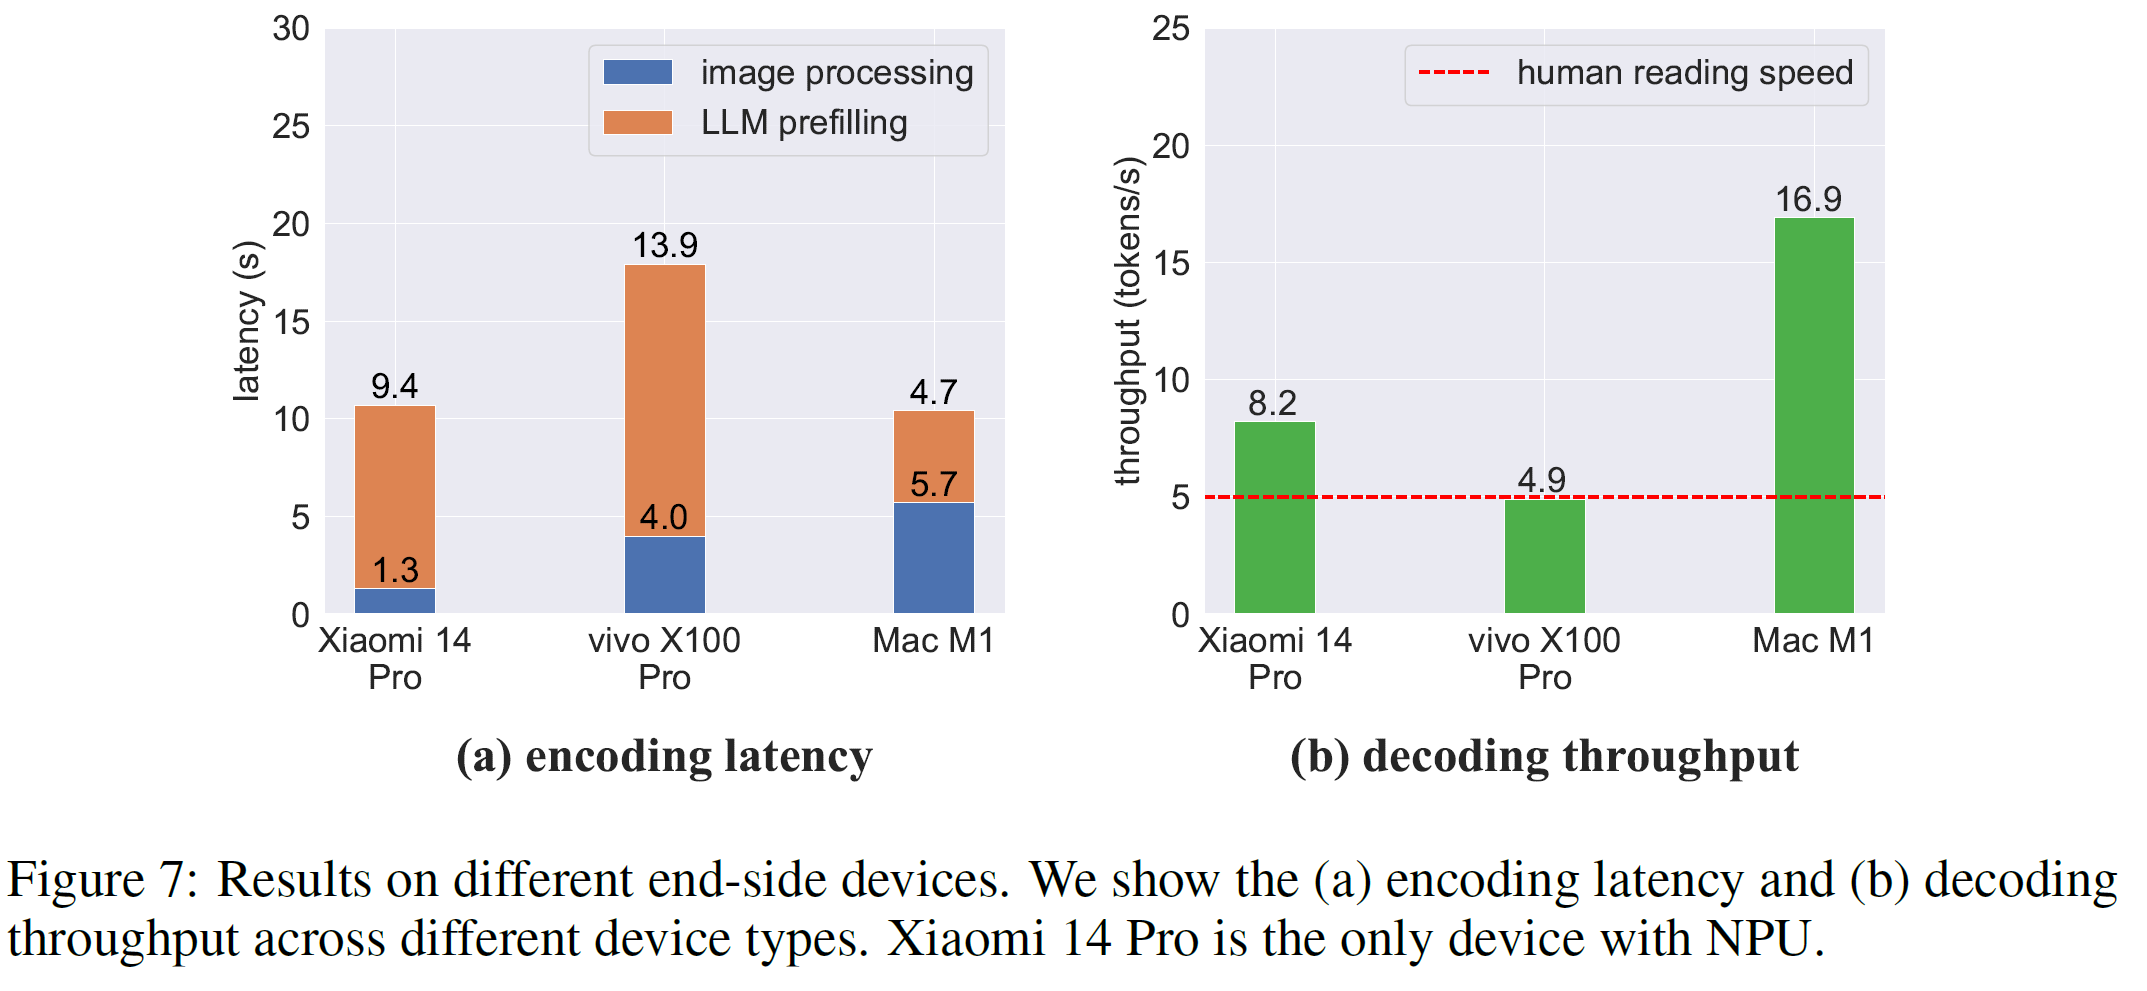 30
25
20
15
10
5
0
latency (s)
image processing
LLM prefilling
9.4
1.3
13.9
4.0
4.7
5.7
Xiaomi 14
Pro
vivo X100
Pro
Mac M1
(a) encoding latency
25
20
15
10
5
0
throughput (tokens/s)
human reading speed
8.2
4.9
16.9
Xiaomi 14
Pro
vivo X100
Pro
Mac M1
(b) decoding throughput
Figure 7: Results on different end-side devices. We show the (a) encoding latency and (b) decoding
throughput across different device types. Xiaomi 14 Pro is the only device with NPU.